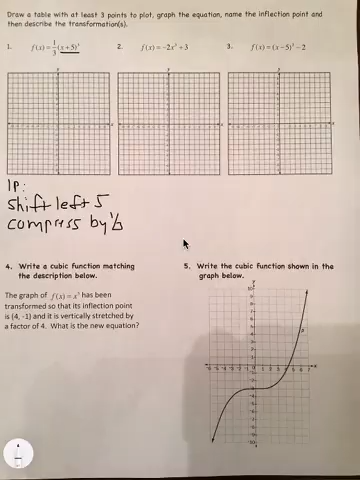 Draw a table with at least 3 points to plot, graph the equation, name the inflection point and
then describe the transformation(s).
1. f(x) = 1/3 (x+5)³ 2. f(x) = -2x³ + 3 3. f(x) = (x-5)³ - 2
IP:
shift left 5
compress by
4. Write a cubic function matching
the description below.
The graph of f(x) = x³ has been
transformed so that its inflection point
is (4, -1) and it is vertically stretched by
a factor of 4. What is the new equation?
5. Write the cubic function shown in the
graph below.